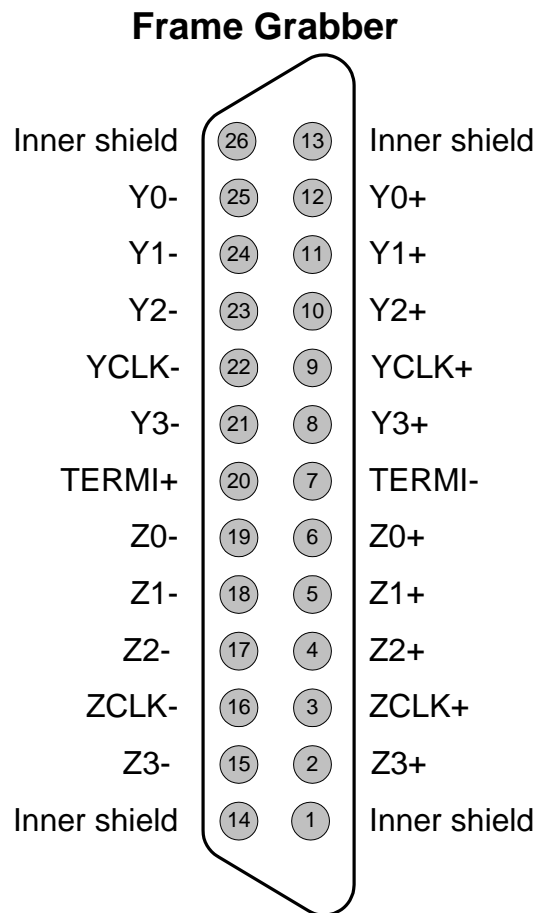 Frame Grabber
Inner shield 26 13 Inner shield
Y0- 25 12 Y0+
Y1- 24 11 Y1+
Y2- 23 10 Y2+
YCLK- 22 9 YCLK+
Y3- 21 8 Y3+
TERMI+ 20 7 TERMI-
Z0- 19 6 Z0+
Z1- 18 5 Z1+
Z2- 17 4 Z2+
ZCLK- 16 3 ZCLK+
Z3- 15 2 Z3+
Inner shield 14 1 Inner shield